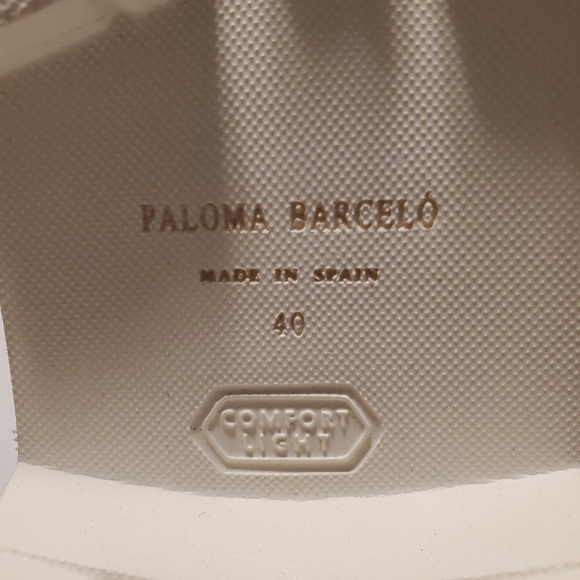 PALOMA BARCELÓ
MADE IN SPAIN
40
COMFORT
LIGHT